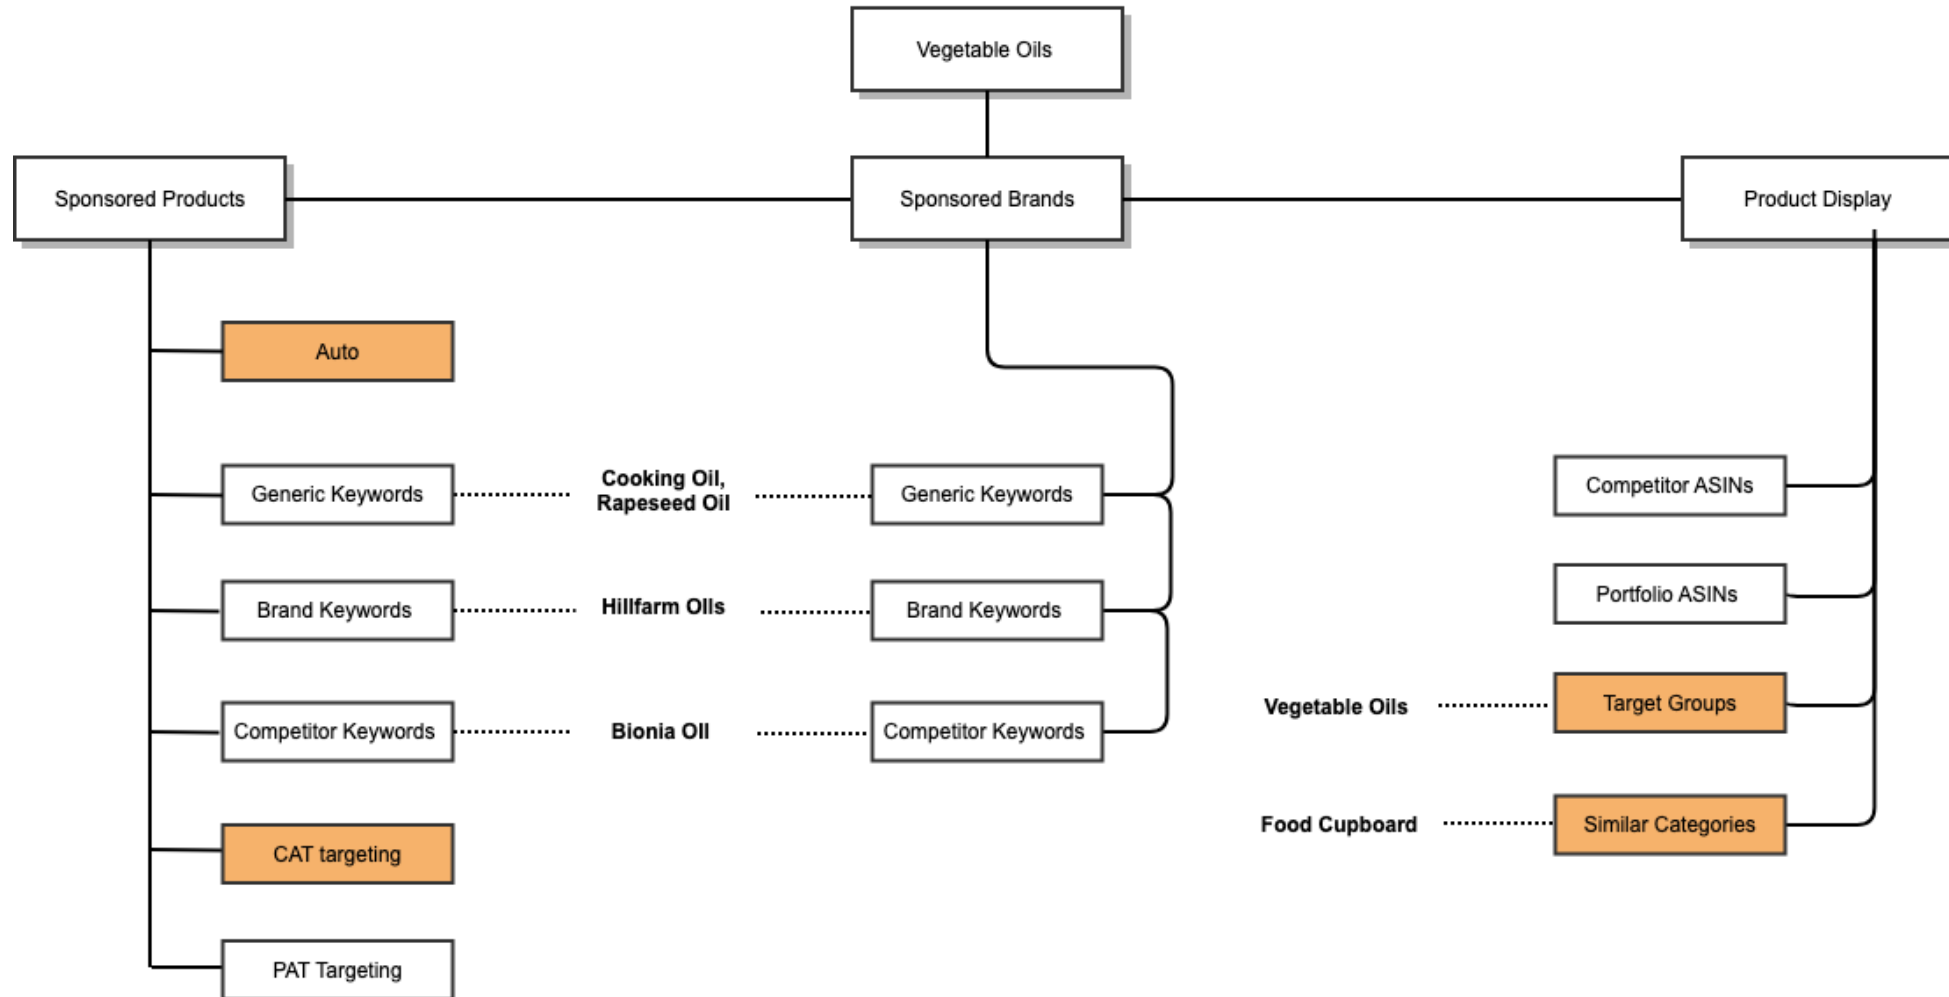 Vegetable Oils
Sponsored Products
Sponsored Brands
Product Display
Auto
Generic Keywords
Cooking Oil,
Rapeseed Oil
Generic Keywords
Competitor ASINs
Brand Keywords
Hillfarm OIls
Brand Keywords
Portfolio ASINs
Competitor Keywords
Bionia OIl
Competitor Keywords
Vegetable Oils
Target Groups
CAT targeting
Food Cupboard
Similar Categories
PAT Targeting